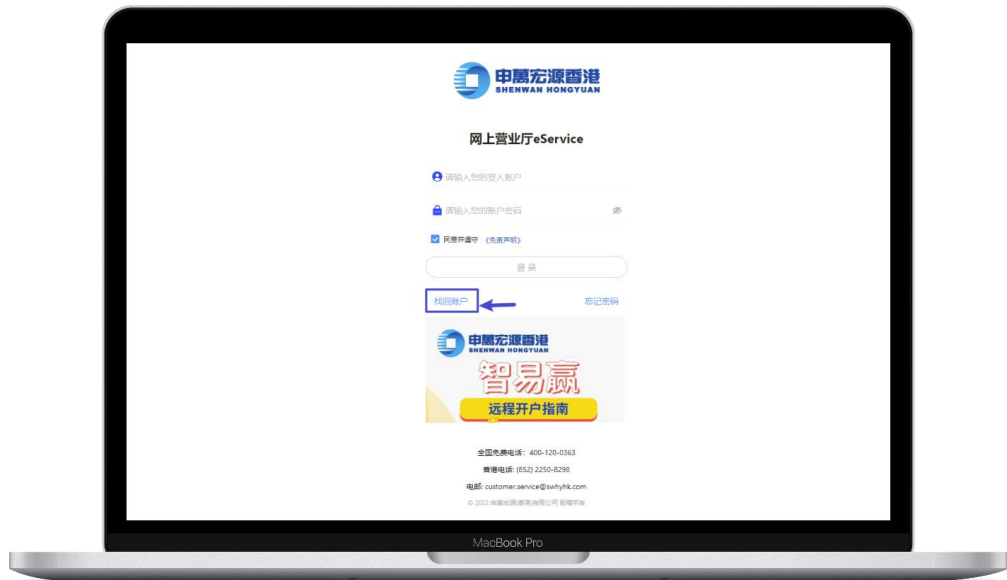 申萬宏源香港
SHENWAN HONGYUAN
网上营业厅eService
请输入您的登入账户
请输入您的账户密码
同意并遵守 《免责声明》
登 录
找回账户 忘记密码
申萬宏源香港
SHENWAN HONGYUAN
智易赢
远程开户指南
全国免费电话: 400-120-0363
香港电话: (852) 2250-8298
电邮: customer.service@swhyhk.com
© 2022 申萬宏源(香港)有限公司 版權所有
MacBook Pro